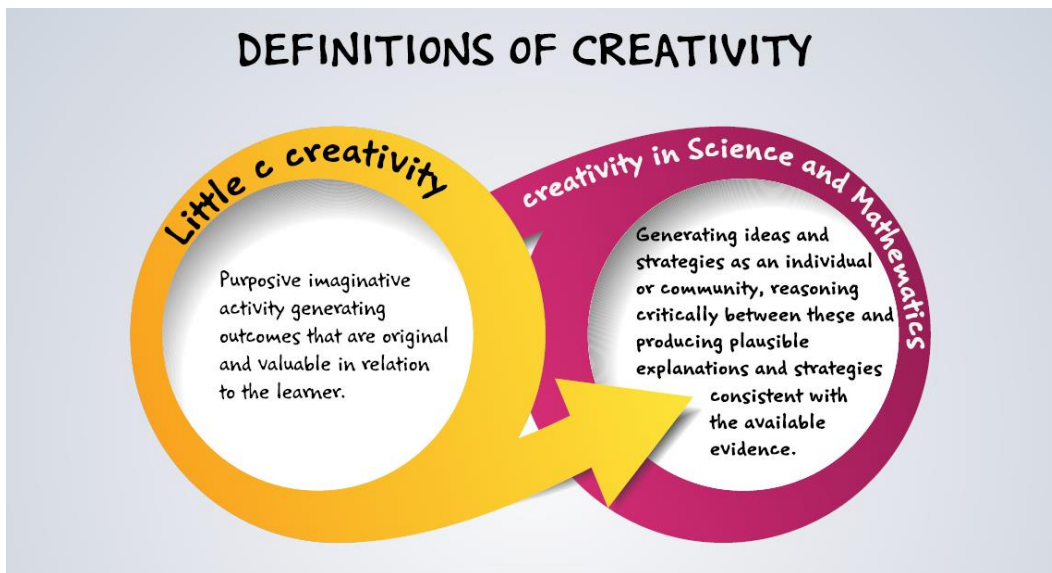 DEFINITIONS OF CREATIVITY
Little c creativity
Purposive imaginative
activity generating
outcomes that are original
and valuable in relation
to the learner.
creativity in Science and Mathematics
Generating ideas and
strategies as an individual
or community, reasoning
critically between these and
producing plausible
explanations and strategies
consistent with
the available
evidence.